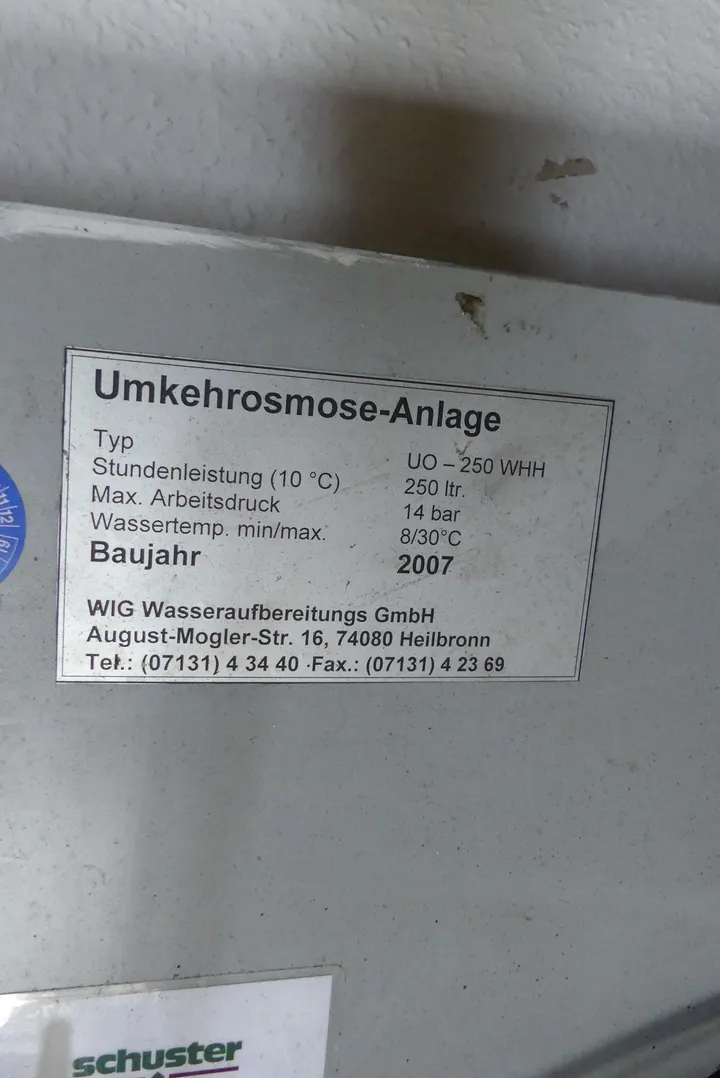 Umkehrosmose-Anlage
Typ UO – 250 WHH
Stundenleistung (10 °C) 250 ltr.
Max. Arbeitsdruck 14 bar
Wassertemp. min/max. 8/30°C
Baujahr 2007
WIG Wasseraufbereitungs GmbH
August-Mogler-Str. 16, 74080 Heilbronn
Tel.: (07131) 4 34 40 Fax.: (07131) 4 23 69
11/12
schuster